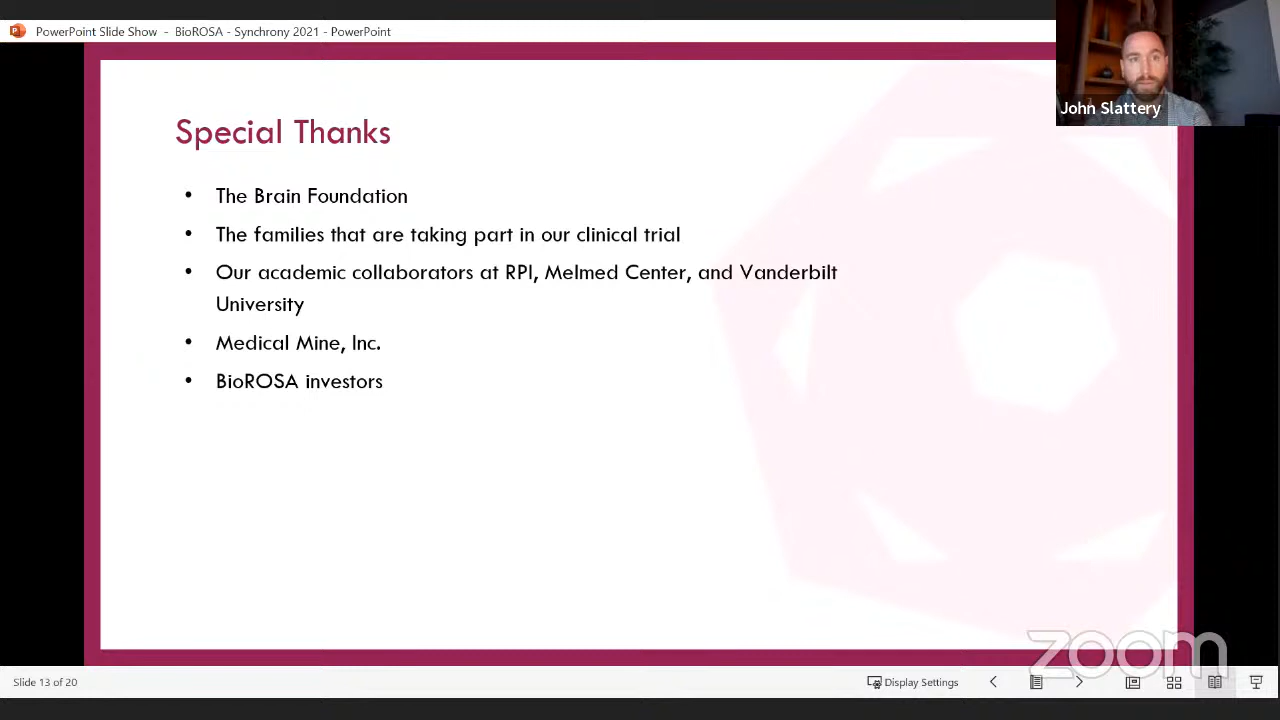 PowerPoint Slide Show - BioROSA - Synchrony 2021 - PowerPoint
John Slattery
Special Thanks
• The Brain Foundation
• The families that are taking part in our clinical trial
• Our academic collaborators at RPI, Melmed Center, and Vanderbilt
University
• Medical Mine, Inc.
• BioROSA investors
zoom
Slide 13 of 20
Display Settings